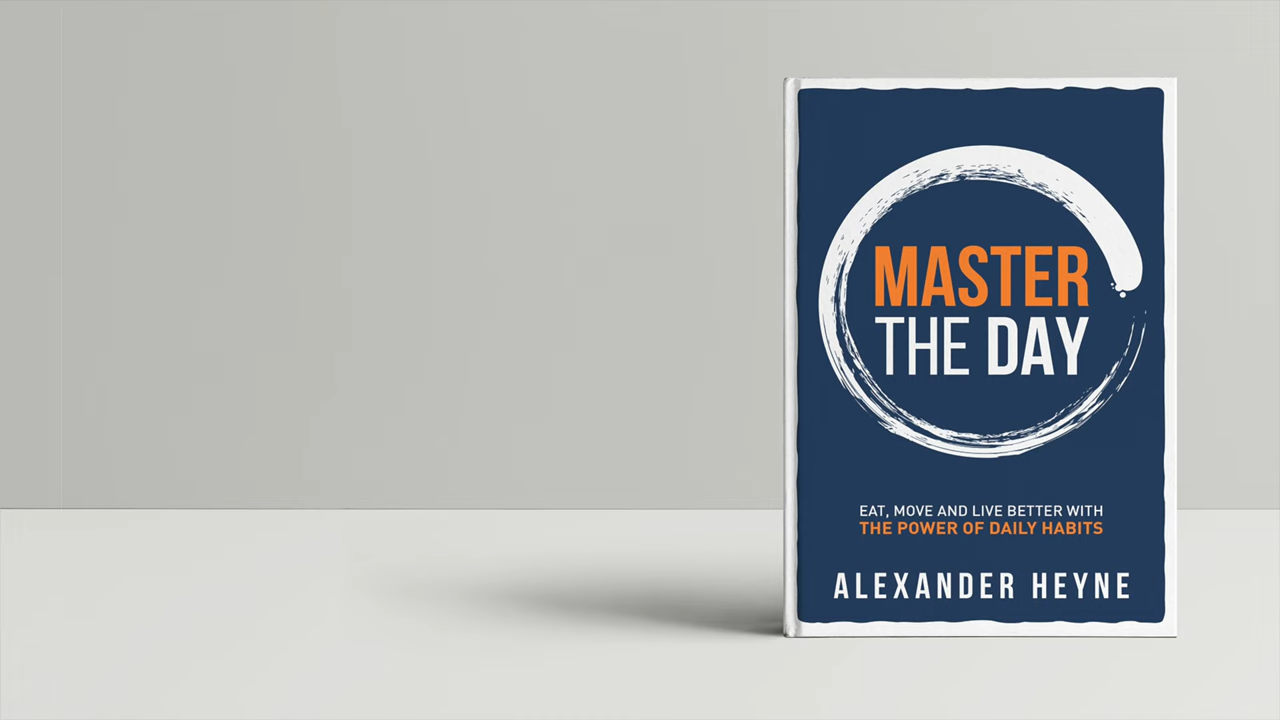 MASTER
THE DAY
EAT, MOVE AND LIVE BETTER WITH
THE POWER OF DAILY HABITS
ALEXANDER HEYNE